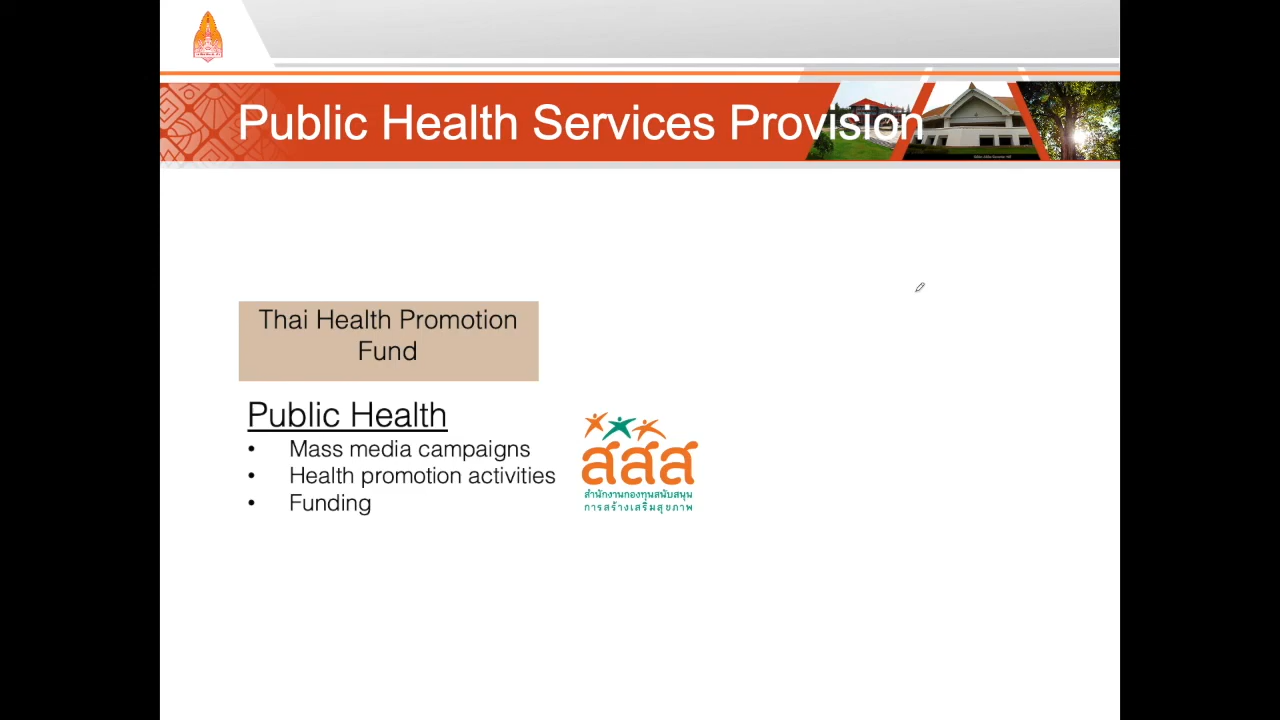 Public Health Services Provision
Thai Health Promotion
Fund
Public Health
• Mass media campaigns
• Health promotion activities
• Funding
สสส
สำนักงานกองทุนสนับสนุน
การสร้างเสริมสุขภาพ